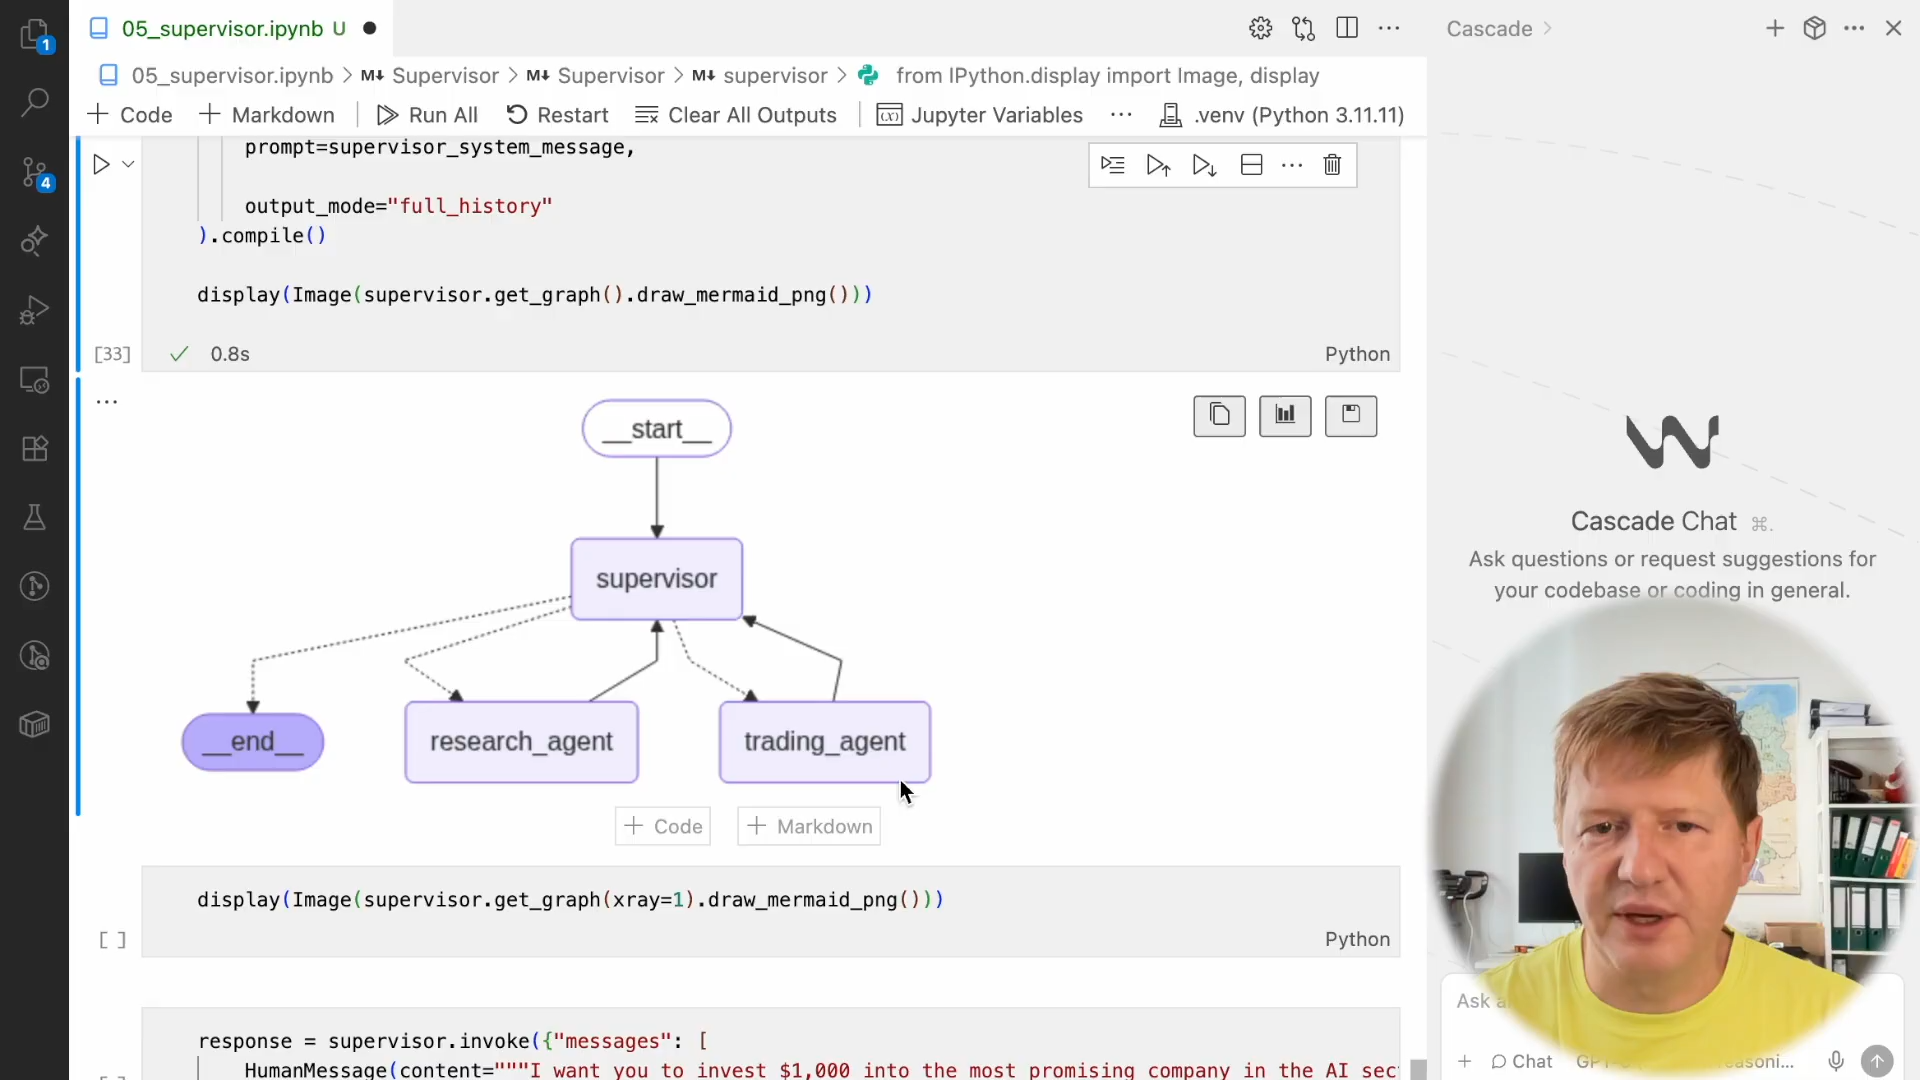 05_supervisor.ipynb U
Cascade
05_supervisor.ipynb > M↓ Supervisor > M↓ Supervisor > M↓ supervisor > from IPython.display import Image, display
Code Markdown Run All Restart Clear All Outputs Jupyter Variables ... .venv (Python 3.11.11)
1
4
prompt=supervisor_system_message,
output_mode="full_history"
).compile()
display(Image(supervisor.get_graph().draw_mermaid_png()))
[33] 0.8s Python
__start__
supervisor
__end__ research_agent trading_agent
+ Code + Markdown
display(Image(supervisor.get_graph(xray=1).draw_mermaid_png()))
[ ] Python
response = supervisor.invoke({"messages": [
HumanMessage(content="""I want you to invest $1,000 into the most promising company in the AI sec
Cascade Chat ⌘.
Ask questions or request suggestions for
your codebase or coding in general.
Ask
Chat